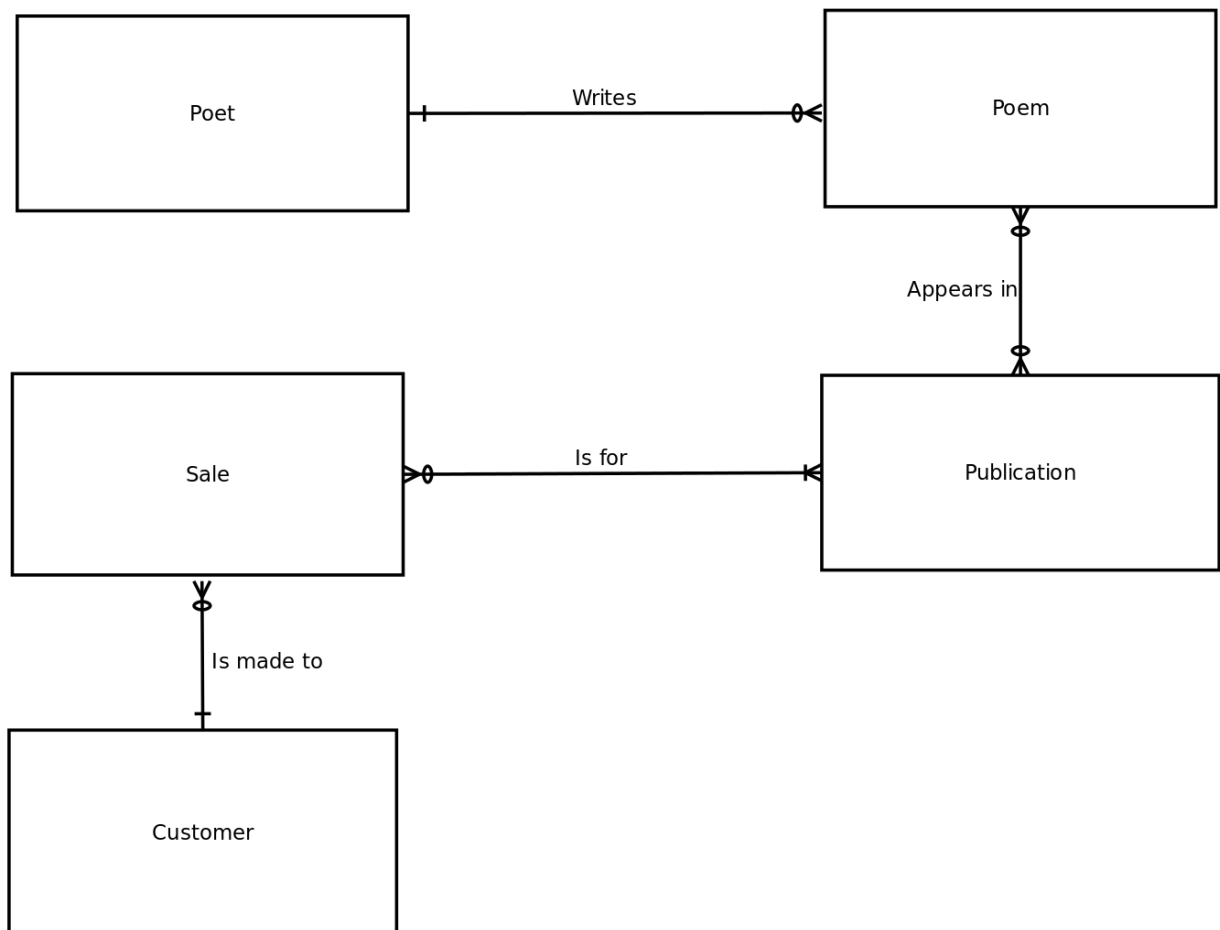 Poet
Writes
Poem
Appears in
Sale
Is for
Publication
Is made to
Customer